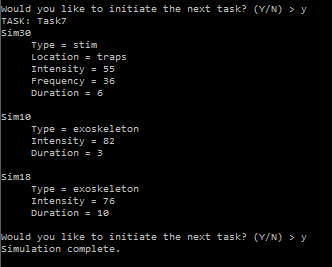 Would you like to initiate the next task? (Y/N) > y
TASK: Task7
Sim30
Type = stim
Location = traps
Intensity = 55
Frequency = 36
Duration = 6
Sim10
Type = exoskeleton
Intensity = 82
Duration = 3
Sim18
Type = exoskeleton
Intensity = 76
Duration = 10
Would you like to initiate the next task? (Y/N) > y
Simulation complete.